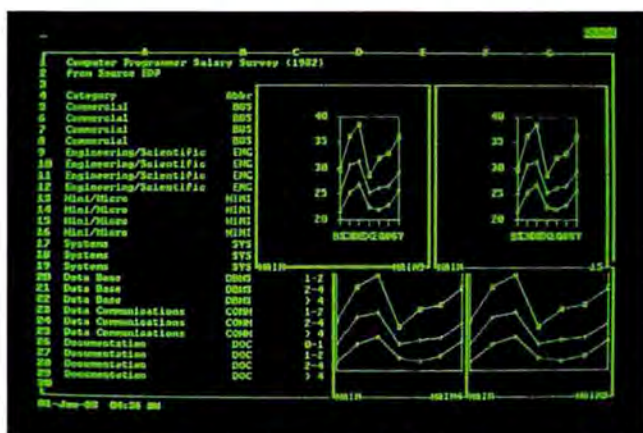 A B C D E F G
1 Computer Programmer Salary Survey (1982)
2 From Source EDP
3
4 Category Abbr
5 Commercial BUS
6 Commercial BUS
7 Commercial BUS
8 Commercial BUS
9 Engineering/Scientific ENG
10 Engineering/Scientific ENG
11 Engineering/Scientific ENG
12 Engineering/Scientific ENG
13 Mini/Micro MINI
14 Mini/Micro MINI
15 Mini/Micro MINI
16 Mini/Micro MINI
17 Systems SYS
18 Systems SYS
19 Systems SYS
20 Data Base DBMS 1-2
21 Data Base DBMS 2-4
22 Data Base DBMS > 4
23 Data Communications COMM 1-2
24 Data Communications COMM 2-4
25 Data Communications COMM > 4
26 Documentation DOC 0-1
27 Documentation DOC 1-2
28 Documentation DOC 2-4
29 Documentation DOC > 4
30
40 40
35 35
30 30
25 25
20 20
MAIN MAIN
MAIN MAIN